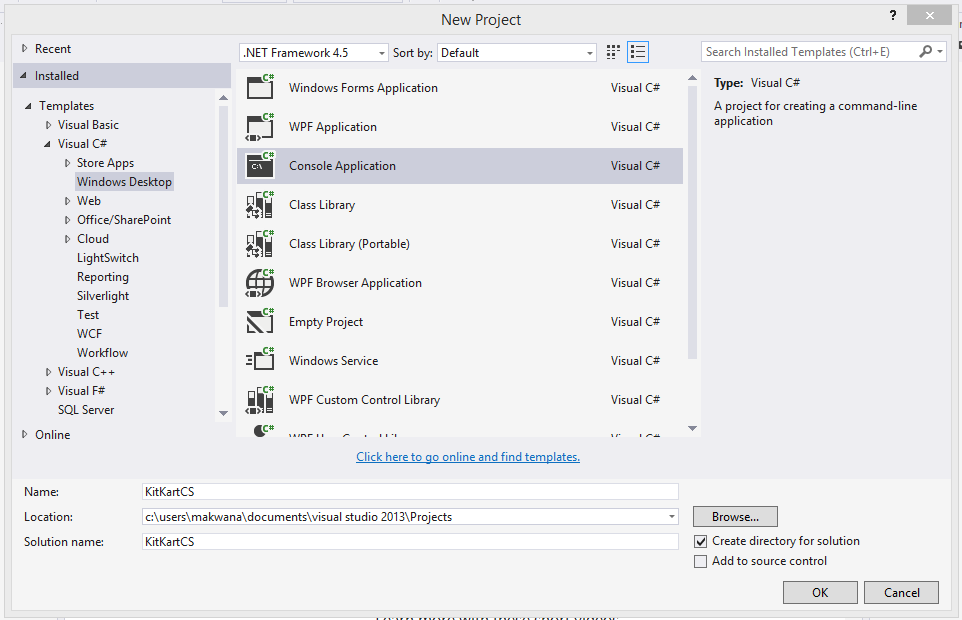 New Project
?
Recent
.NET Framework 4.5
Sort by:
Default
Search Installed Templates (Ctrl+E)
Installed
Templates
Visual Basic
Visual C#
Store Apps
Windows Desktop
Web
Office/SharePoint
Cloud
LightSwitch
Reporting
Silverlight
Test
WCF
Workflow
Visual C++
Visual F#
SQL Server
Online
Windows Forms Application Visual C#
WPF Application Visual C#
Console Application Visual C#
Class Library Visual C#
Class Library (Portable) Visual C#
WPF Browser Application Visual C#
Empty Project Visual C#
Windows Service Visual C#
WPF Custom Control Library Visual C#
Type: Visual C#
A project for creating a command-line
application
Click here to go online and find templates.
Name: KitKartCS
Location: c:\users\makwana\documents\visual studio 2013\Projects
Browse...
Solution name: KitKartCS
Create directory for solution
Add to source control
OK
Cancel